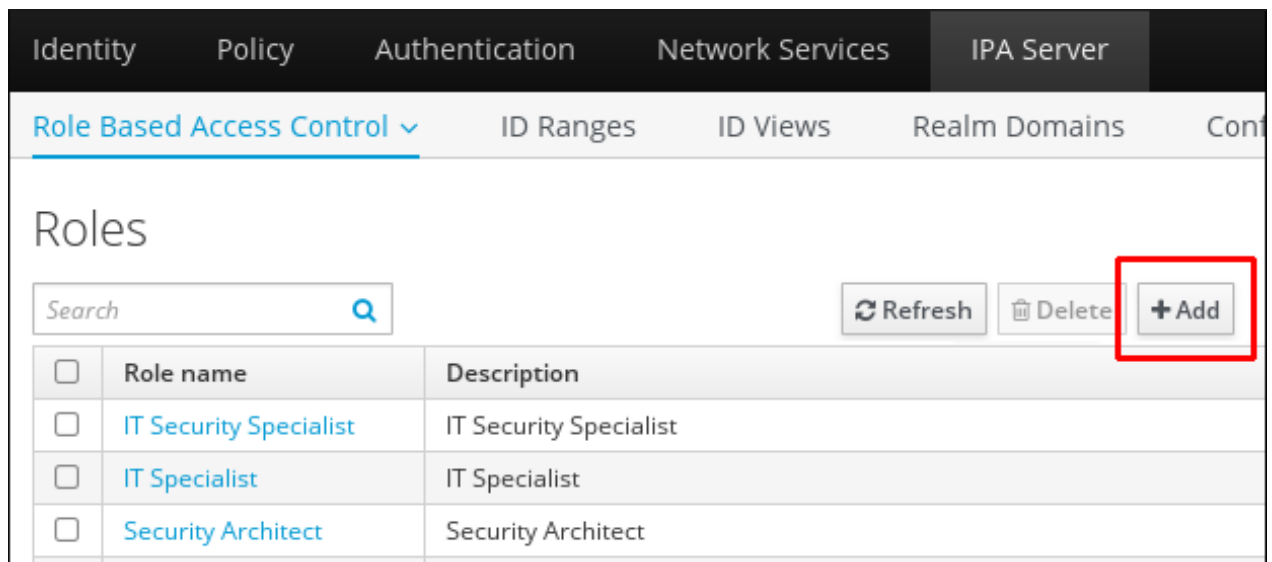 Identity Policy Authentication Network Services IPA Server
Role Based Access Control ID Ranges ID Views Realm Domains
Roles
Search Refresh Delete +Add
Role name Description
IT Security Specialist IT Security Specialist
IT Specialist IT Specialist
Security Architect Security Architect